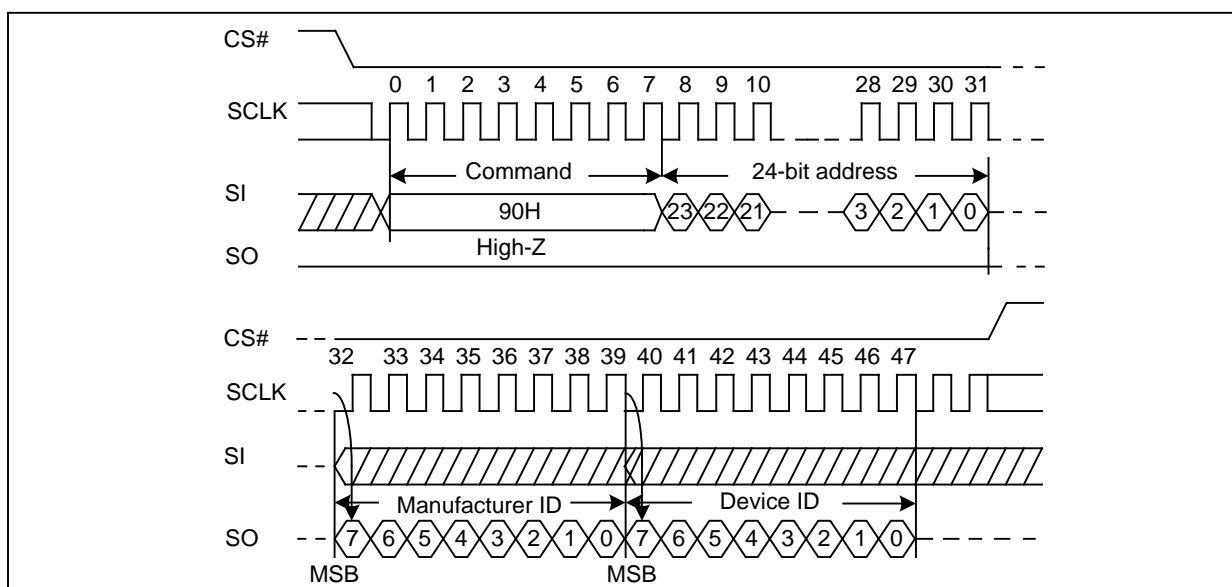 CS#
0 1 2 3 4 5 6 7 8 9 10 28 29 30 31
SCLK
Command 24-bit address
SI
90H 23 22 21 3 2 1 0
High-Z
SO
CS#
32 33 34 35 36 37 38 39 40 41 42 43 44 45 46 47
SCLK
SI
Manufacturer ID Device ID
SO 7 6 5 4 3 2 1 0 7 6 5 4 3 2 1 0
MSB MSB